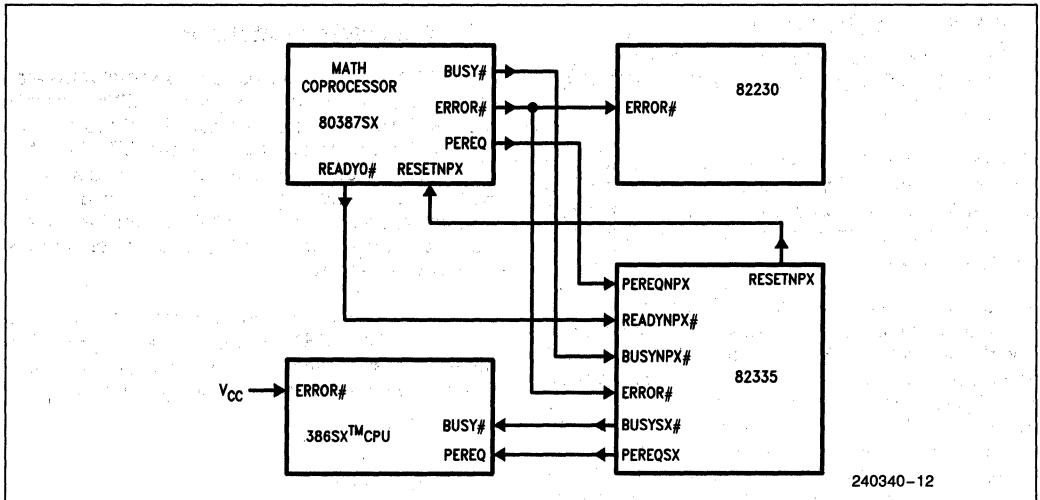 MATH
COPROCESSOR
80387SX
BUSY#
ERROR#
PEREQ
READYO#
RESETNPX
82230
ERROR#
RESETNPX
PEREQNPX
READYNPX#
BUSYNPX#
82335
ERROR#
BUSYSX#
PEREQSX
VCC
ERROR#
386SX™CPU
BUSY#
PEREQ
240340-12